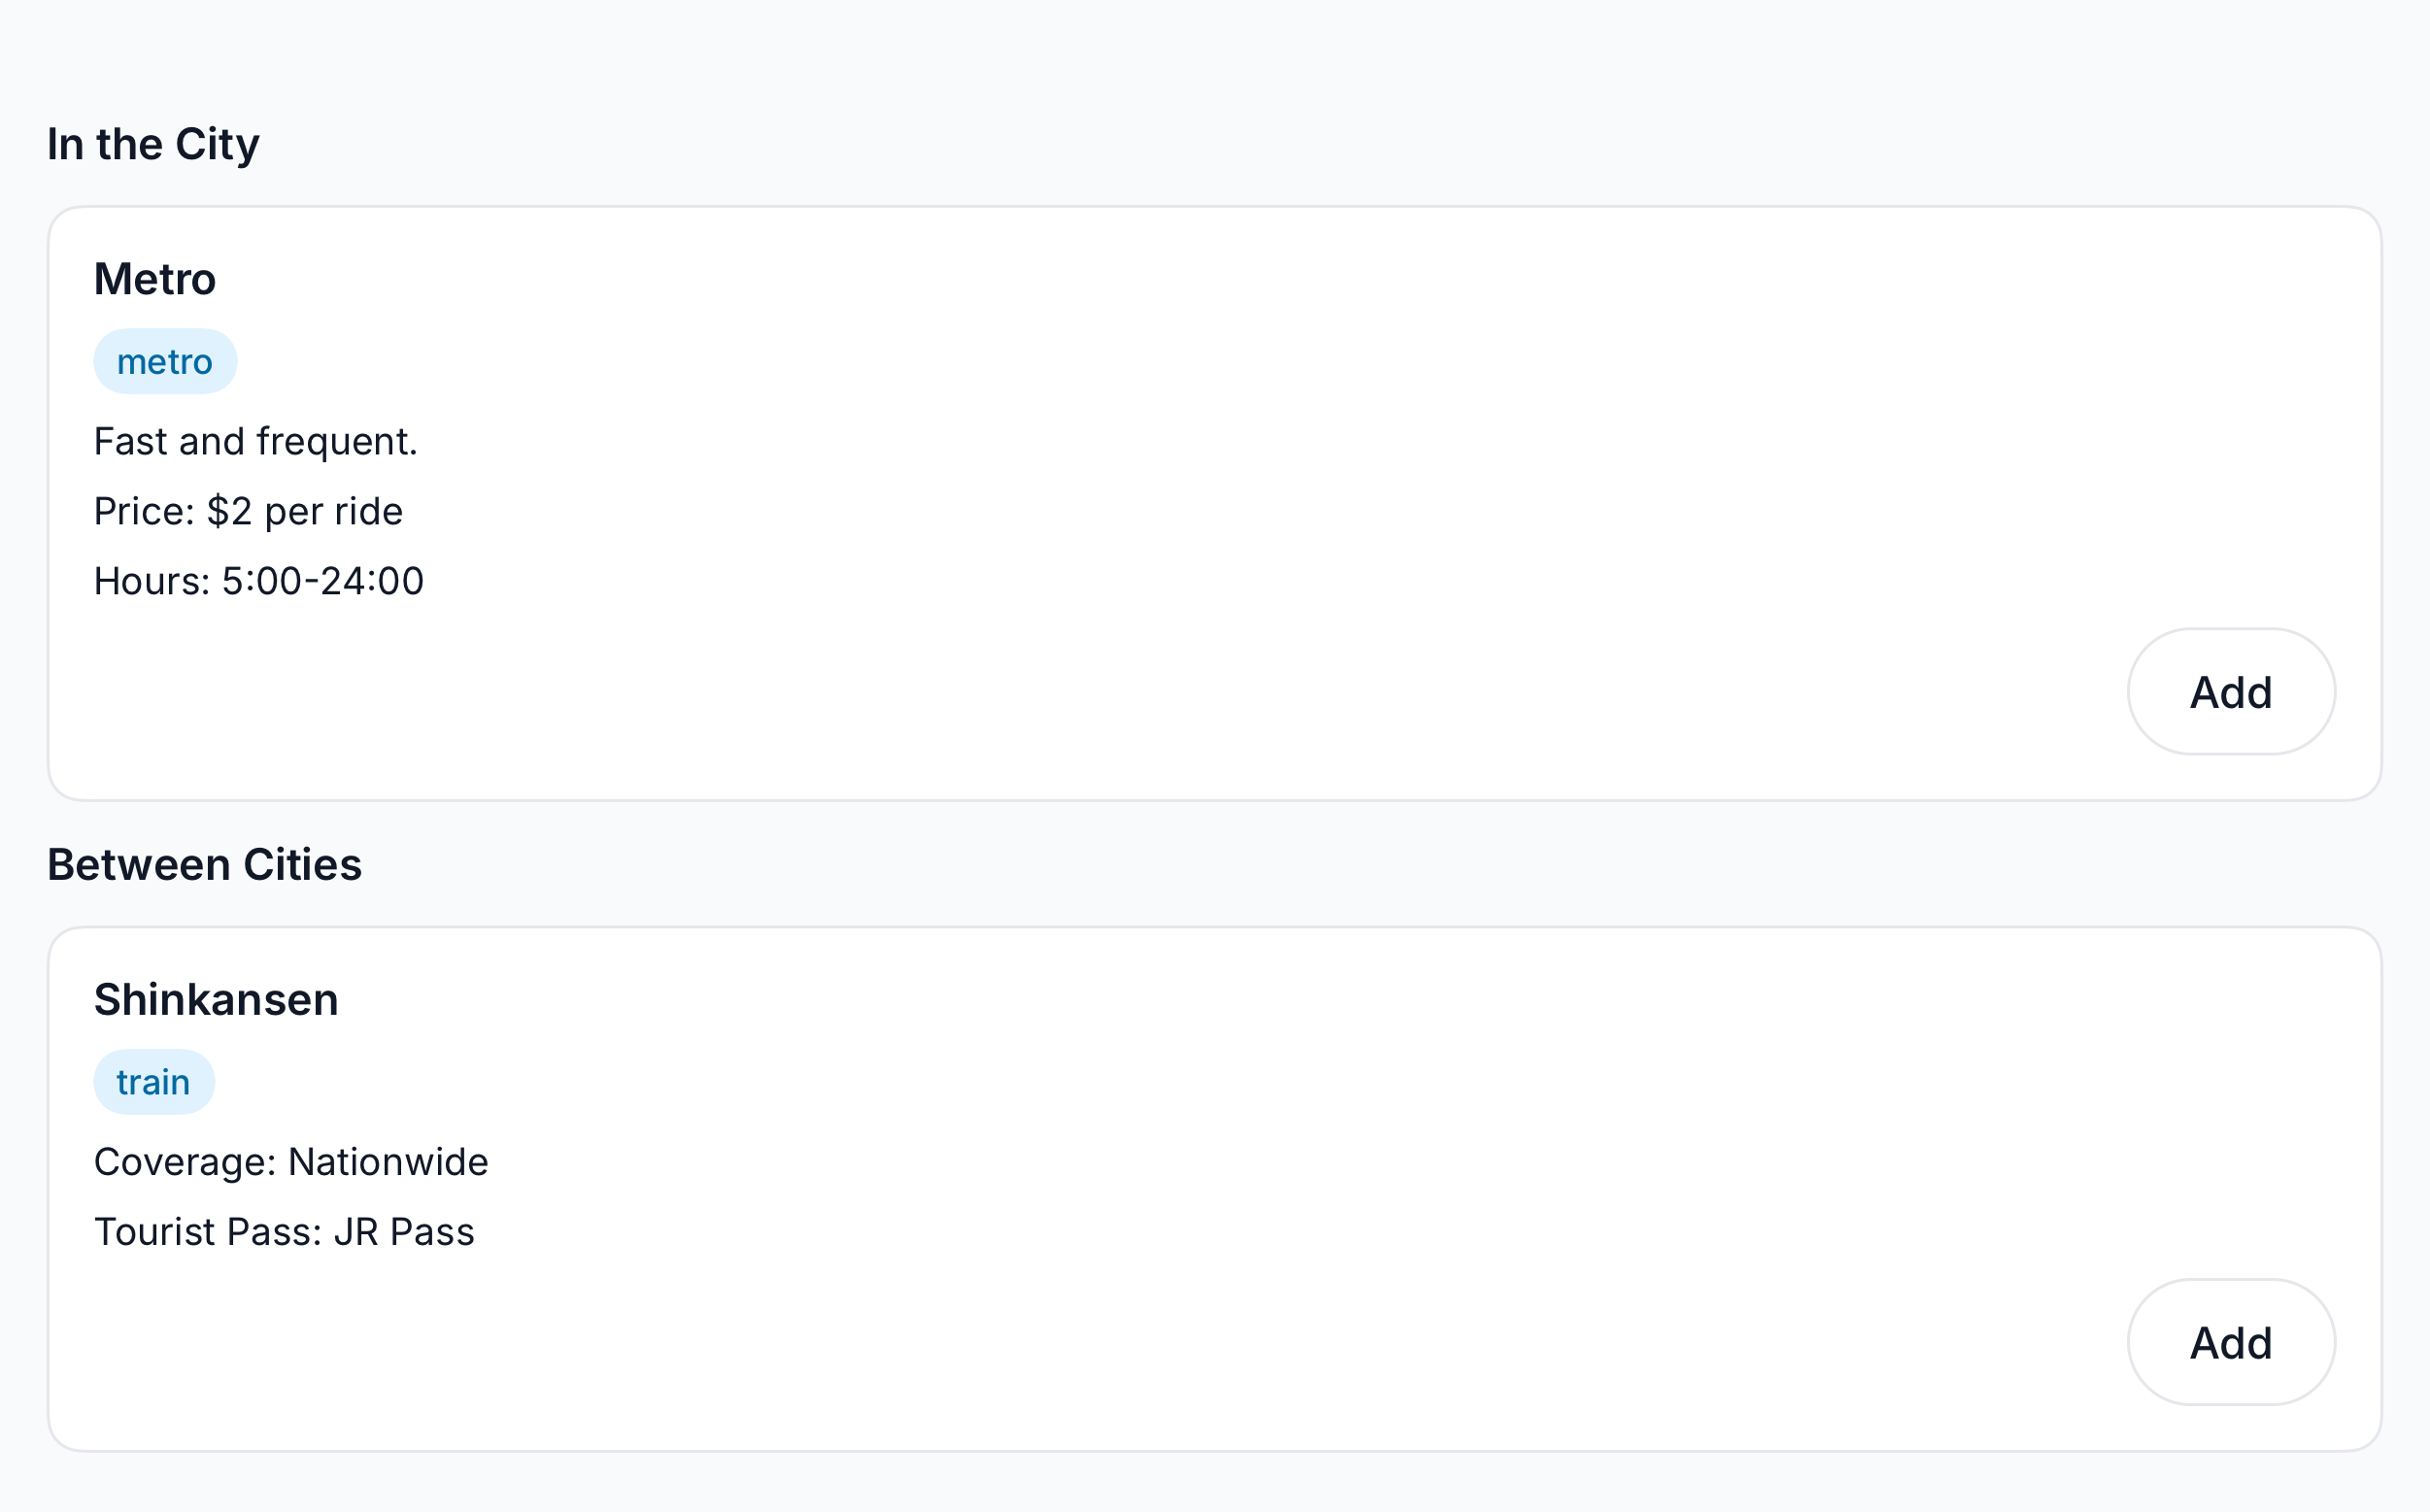 In the City
Metro
metro
Fast and frequent.
Price: $2 per ride
Hours: 5:00-24:00
Add
Between Cities
Shinkansen
train
Coverage: Nationwide
Tourist Pass: JR Pass
Add